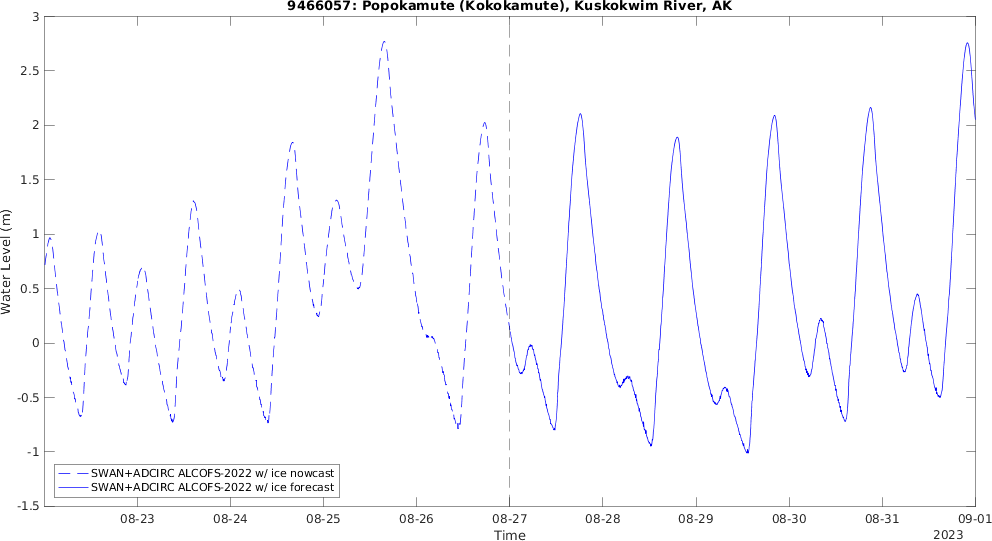 9466057: Popokamute (Kokokamute), Kuskokwim River, AK
3
2.5
2
1.5
1
0.5
0
-0.5
-1
-1.5
Water Level (m)
SWAN+ADCIRC ALCOFS-2022 w/ ice nowcast
SWAN+ADCIRC ALCOFS-2022 w/ ice forecast
08-23 08-24 08-25 08-26 08-27 08-28 08-29 08-30 08-31 09-01
Time
2023